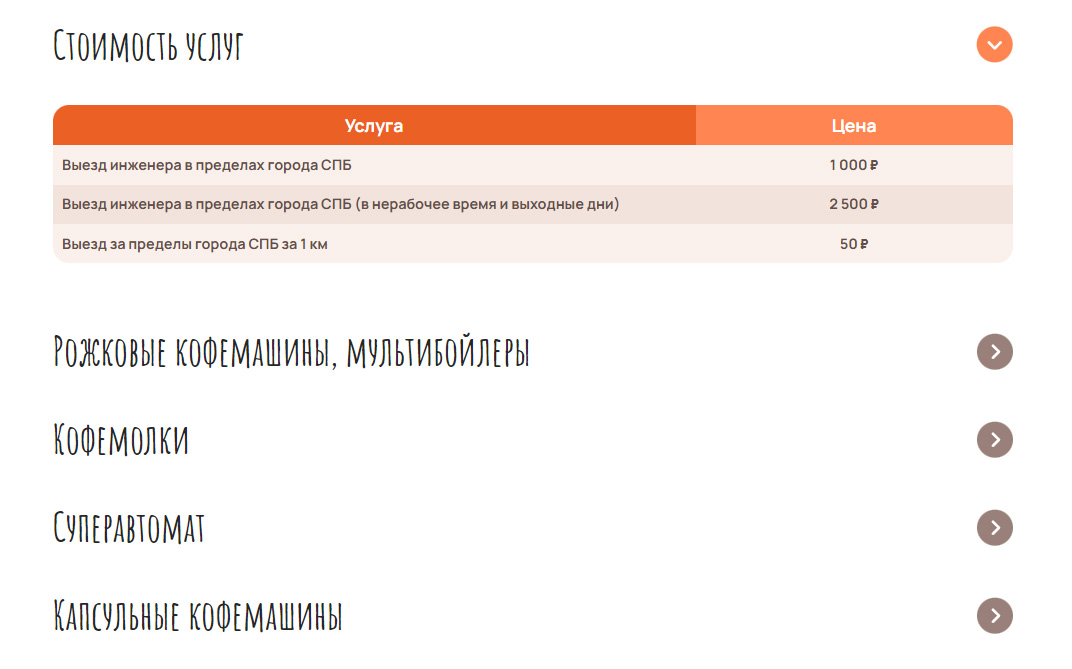 Стоимость услуг
Услуга Цена
Выезд инженера в пределах города СПБ 1 000 ₽
Выезд инженера в пределах города СПБ (в нерабочее время и выходные дни) 2 500 ₽
Выезд за пределы города СПБ за 1 км 50 ₽
Рожковые кофемашины, мультибойлеры
Кофемолки
Суперавтомат
Капсульные кофемашины